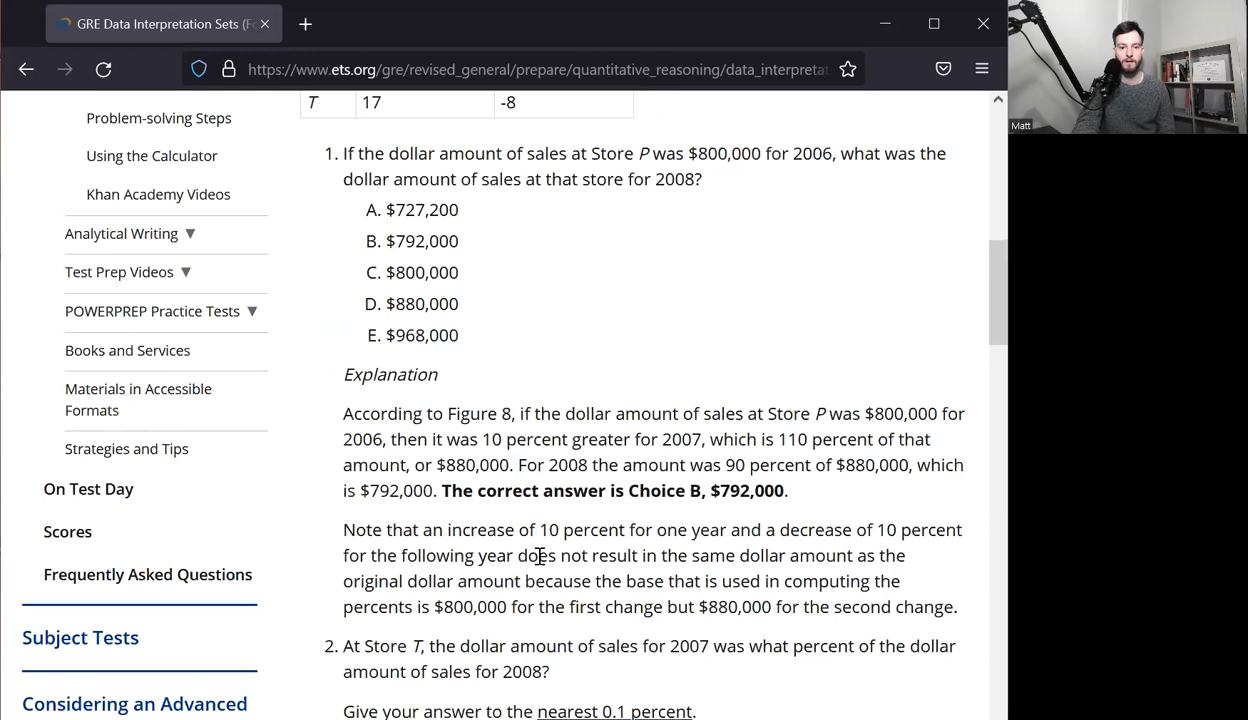 GRE Data Interpretation Sets (Fo
https://www.ets.org/gre/revised_general/prepare/quantitative_reasoning/data_interpretat
Matt
Problem-solving Steps
Using the Calculator
Khan Academy Videos
Analytical Writing ▼
Test Prep Videos ▼
POWERPREP Practice Tests ▼
Books and Services
Materials in Accessible
Formats
Strategies and Tips
On Test Day
Scores
Frequently Asked Questions
Subject Tests
Considering an Advanced
T 17 -8
1. If the dollar amount of sales at Store P was $800,000 for 2006, what was the
dollar amount of sales at that store for 2008?
A. $727,200
B. $792,000
C. $800,000
D. $880,000
E. $968,000
Explanation
According to Figure 8, if the dollar amount of sales at Store P was $800,000 for
2006, then it was 10 percent greater for 2007, which is 110 percent of that
amount, or $880,000. For 2008 the amount was 90 percent of $880,000, which
is $792,000. The correct answer is Choice B, $792,000.
Note that an increase of 10 percent for one year and a decrease of 10 percent
for the following year does not result in the same dollar amount as the
original dollar amount because the base that is used in computing the
percents is $800,000 for the first change but $880,000 for the second change.
2. At Store T, the dollar amount of sales for 2007 was what percent of the dollar
amount of sales for 2008?
Give your answer to the nearest 0.1 percent.